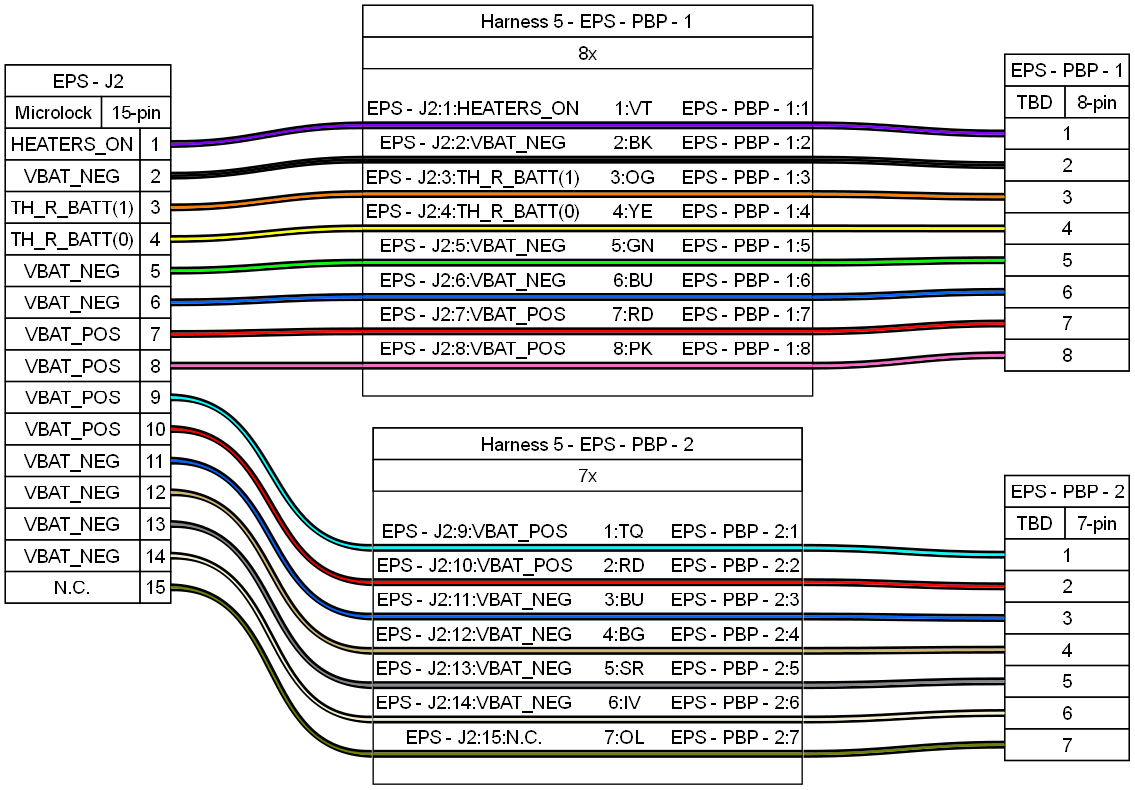 EPS - J2
Microlock 15-pin
HEATERS_ON 1
VBAT_NEG 2
TH_R_BATT(1) 3
TH_R_BATT(0) 4
VBAT_NEG 5
VBAT_NEG 6
VBAT_POS 7
VBAT_POS 8
VBAT_POS 9
VBAT_POS 10
VBAT_NEG 11
VBAT_NEG 12
VBAT_NEG 13
VBAT_NEG 14
N.C. 15
Harness 5 - EPS - PBP - 1
8x
EPS - J2:1:HEATERS_ON 1:VT EPS - PBP - 1:1
EPS - J2:2:VBAT_NEG 2:BK EPS - PBP - 1:2
EPS - J2:3:TH_R_BATT(1) 3:OG EPS - PBP - 1:3
EPS - J2:4:TH_R_BATT(0) 4:YE EPS - PBP - 1:4
EPS - J2:5:VBAT_NEG 5:GN EPS - PBP - 1:5
EPS - J2:6:VBAT_NEG 6:BU EPS - PBP - 1:6
EPS - J2:7:VBAT_POS 7:RD EPS - PBP - 1:7
EPS - J2:8:VBAT_POS 8:PK EPS - PBP - 1:8
EPS - PBP - 1
TBD 8-pin
1
2
3
4
5
6
7
8
Harness 5 - EPS - PBP - 2
7x
EPS - J2:9:VBAT_POS 1:TQ EPS - PBP - 2:1
EPS - J2:10:VBAT_POS 2:RD EPS - PBP - 2:2
EPS - J2:11:VBAT_NEG 3:BU EPS - PBP - 2:3
EPS - J2:12:VBAT_NEG 4:BG EPS - PBP - 2:4
EPS - J2:13:VBAT_NEG 5:SR EPS - PBP - 2:5
EPS - J2:14:VBAT_NEG 6:IV EPS - PBP - 2:6
EPS - J2:15:N.C. 7:OL EPS - PBP - 2:7
EPS - PBP - 2
TBD 7-pin
1
2
3
4
5
6
7